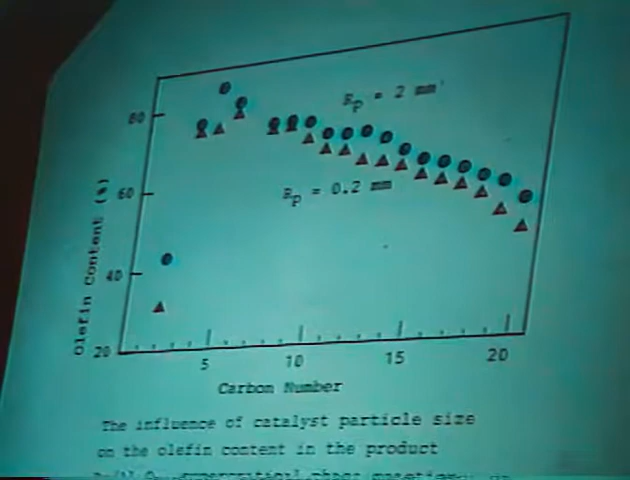 Rp = 2 mm
80
60
Rp = 0.2 mm
40
20
Olefin Content (%)
5 10 15 20
Carbon Number
The influence of catalyst particle size
on the olefin content in the product